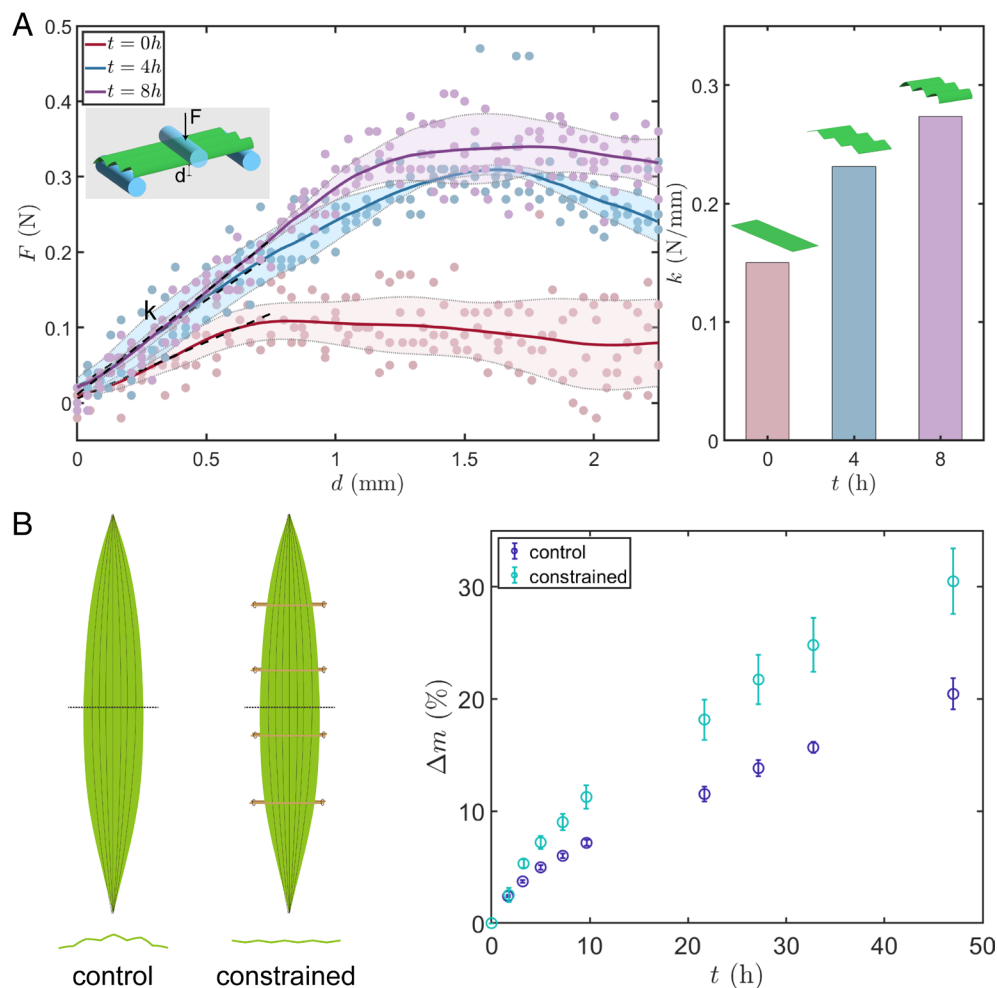 A
0.5
0.4
0.3
0.2
0.1
0
F (N)
t = 0h
t = 4h
t = 8h
F
d
k
0
0.5
1
1.5
2
d (mm)
0.3
0.2
0.1
0
k (N/mm)
0
4
8
t (h)
B
control
constrained
30
20
10
0
Δm (%)
control
constrained
0
10
20
30
40
50
t (h)